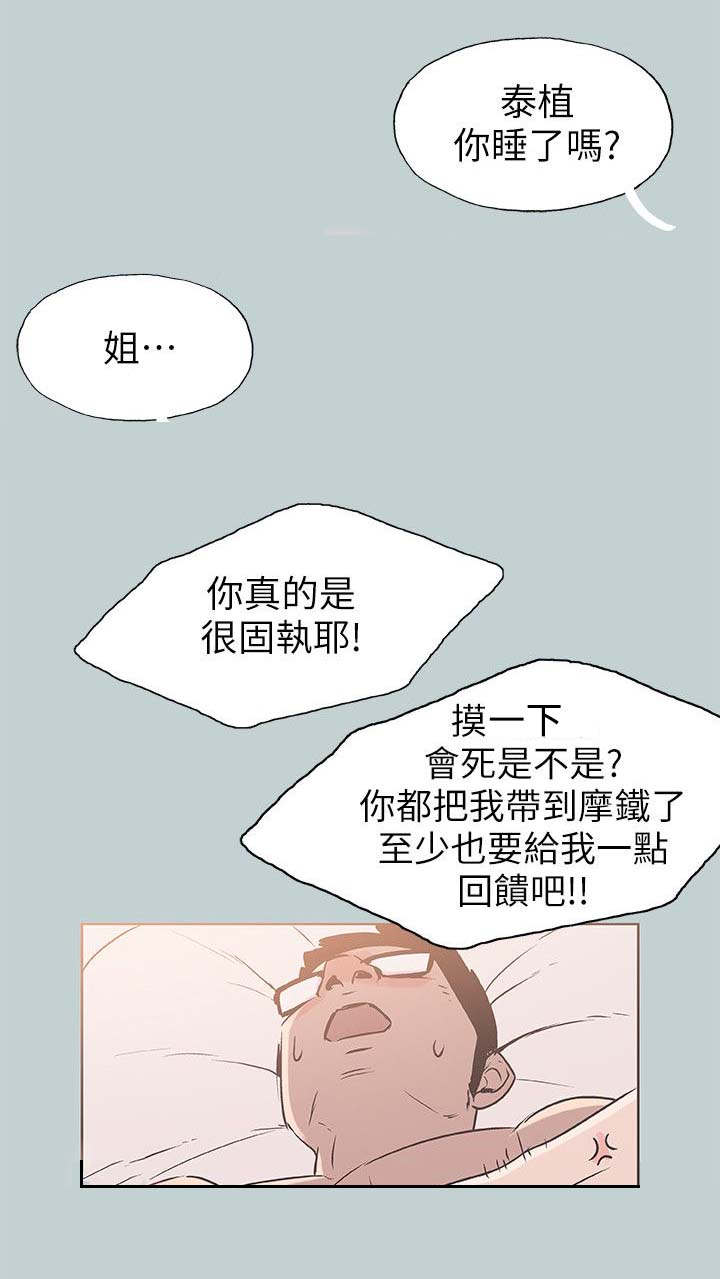 泰植
你睡了嗎?
姐…
你真的是
很固執耶!
摸一下
會死是不是?
你都把我帶到摩鐵了
至少也要給我一點
回饋吧!!